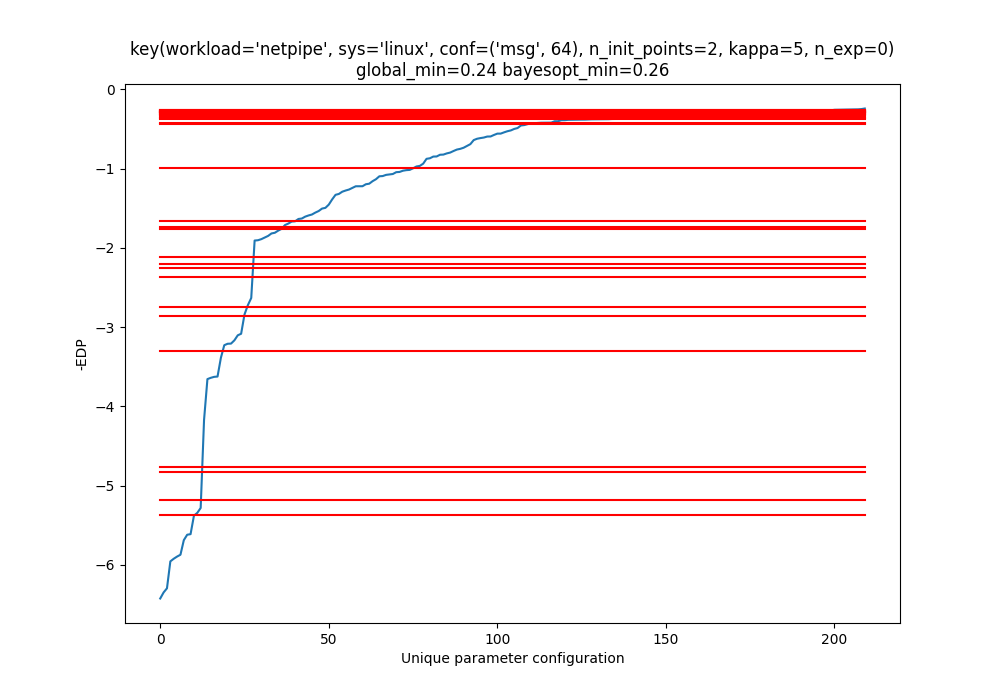 key(workload='netpipe', sys='linux', conf=('msg', 64), n_init_points=2, kappa=5, n_exp=0)
global_min=0.24 bayesopt_min=0.26
0
−1
−2
−3
−4
−5
−6
-EDP
0 50 100 150 200
Unique parameter configuration